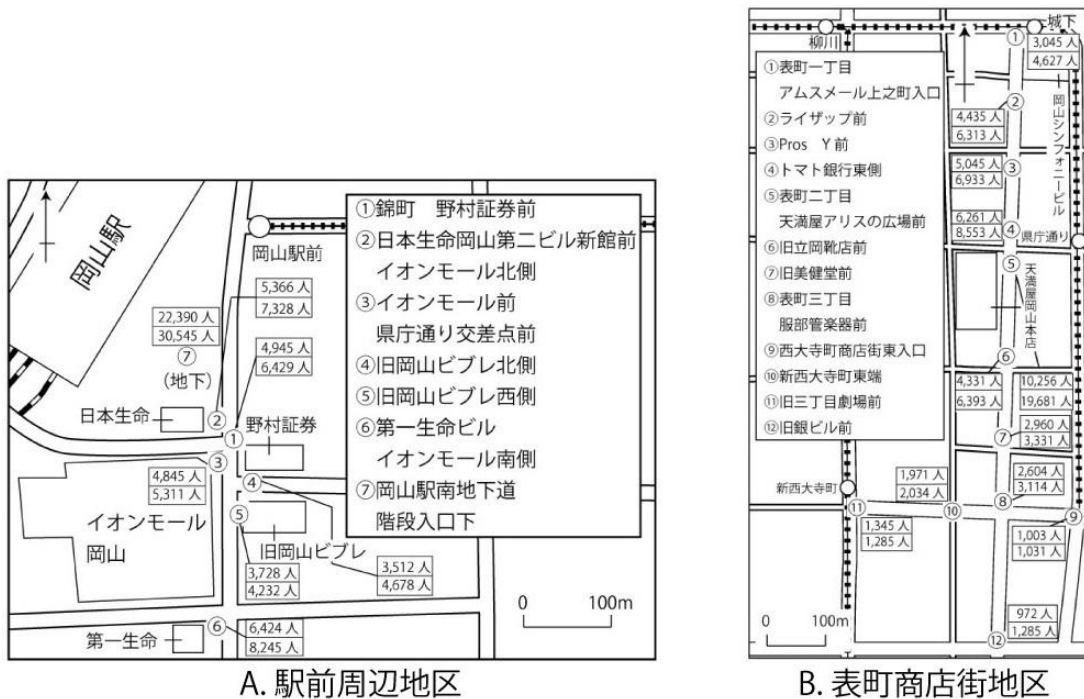 岡山駅
岡山駅前
5,366 人
7,328 人
22,390 人
30,545 人
⑦
(地下)
4,945 人
6,429 人
日本生命
②
①
野村証券
③
4,845 人
5,311 人
④
イオンモール
岡山
⑤
旧岡山ビブレ
3,728 人
4,232 人
3,512 人
4,678 人
第一生命
⑥
6,424 人
8,245 人
①錦町 野村証券前
②日本生命岡山第二ビル新館前
イオンモール北側
③イオンモール前
県庁通り交差点前
④旧岡山ビブレ北側
⑤旧岡山ビブレ西側
⑥第一生命ビル
イオンモール南側
⑦岡山駅南地下道
階段入口下
0 100m
A. 駅前周辺地区
柳川
城下
①
3,045 人
4,627 人
①表町一丁目
アムスメール上之町入口
②ライザップ前
③Pros Y 前
④トマト銀行東側
⑤表町二丁目
天満屋アリスの広場前
⑥旧立岡靴店前
⑦旧美健堂前
⑧表町三丁目
服部管楽器前
⑨西大寺町商店街東入口
⑩新西大寺町東端
⑪旧三丁目劇場前
⑫旧銀ビル前
②
4,435 人
6,313 人
岡山シンフォニービル
5,045 人
6,933 人
③
6,261 人
8,553 人
④
県庁通り
⑤
天満屋岡山本店
⑥
4,331 人
6,393 人
10,256 人
19,681 人
⑦
2,960 人
3,331 人
新西大寺町
1,971 人
2,034 人
2,604 人
3,114 人
⑧
⑪
⑩
⑨
1,345 人
1,285 人
1,003 人
1,031 人
972 人
1,285 人
⑫
0 100m
B. 表町商店街地区